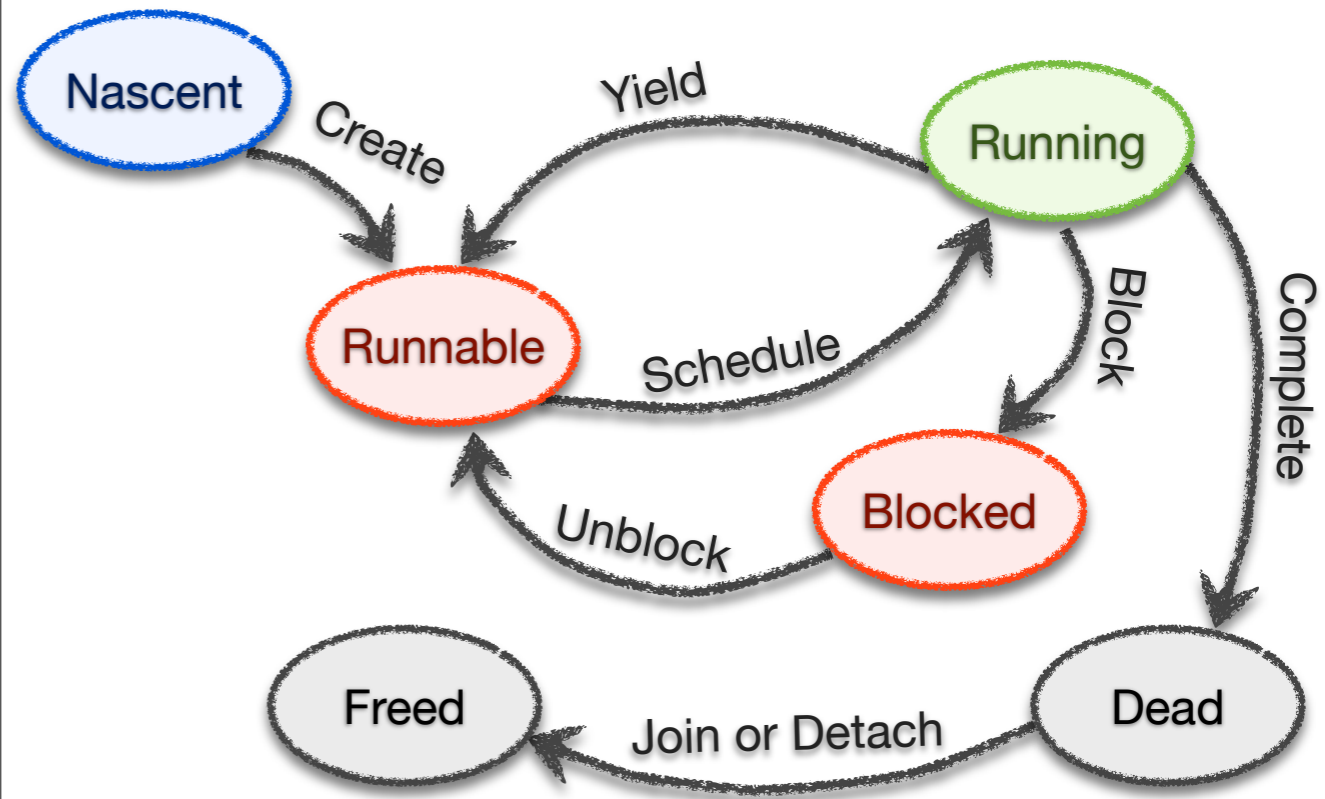 Nascent
Create
Yield
Running
Runnable
Schedule
Block
Complete
Blocked
Unblock
Freed
Join or Detach
Dead